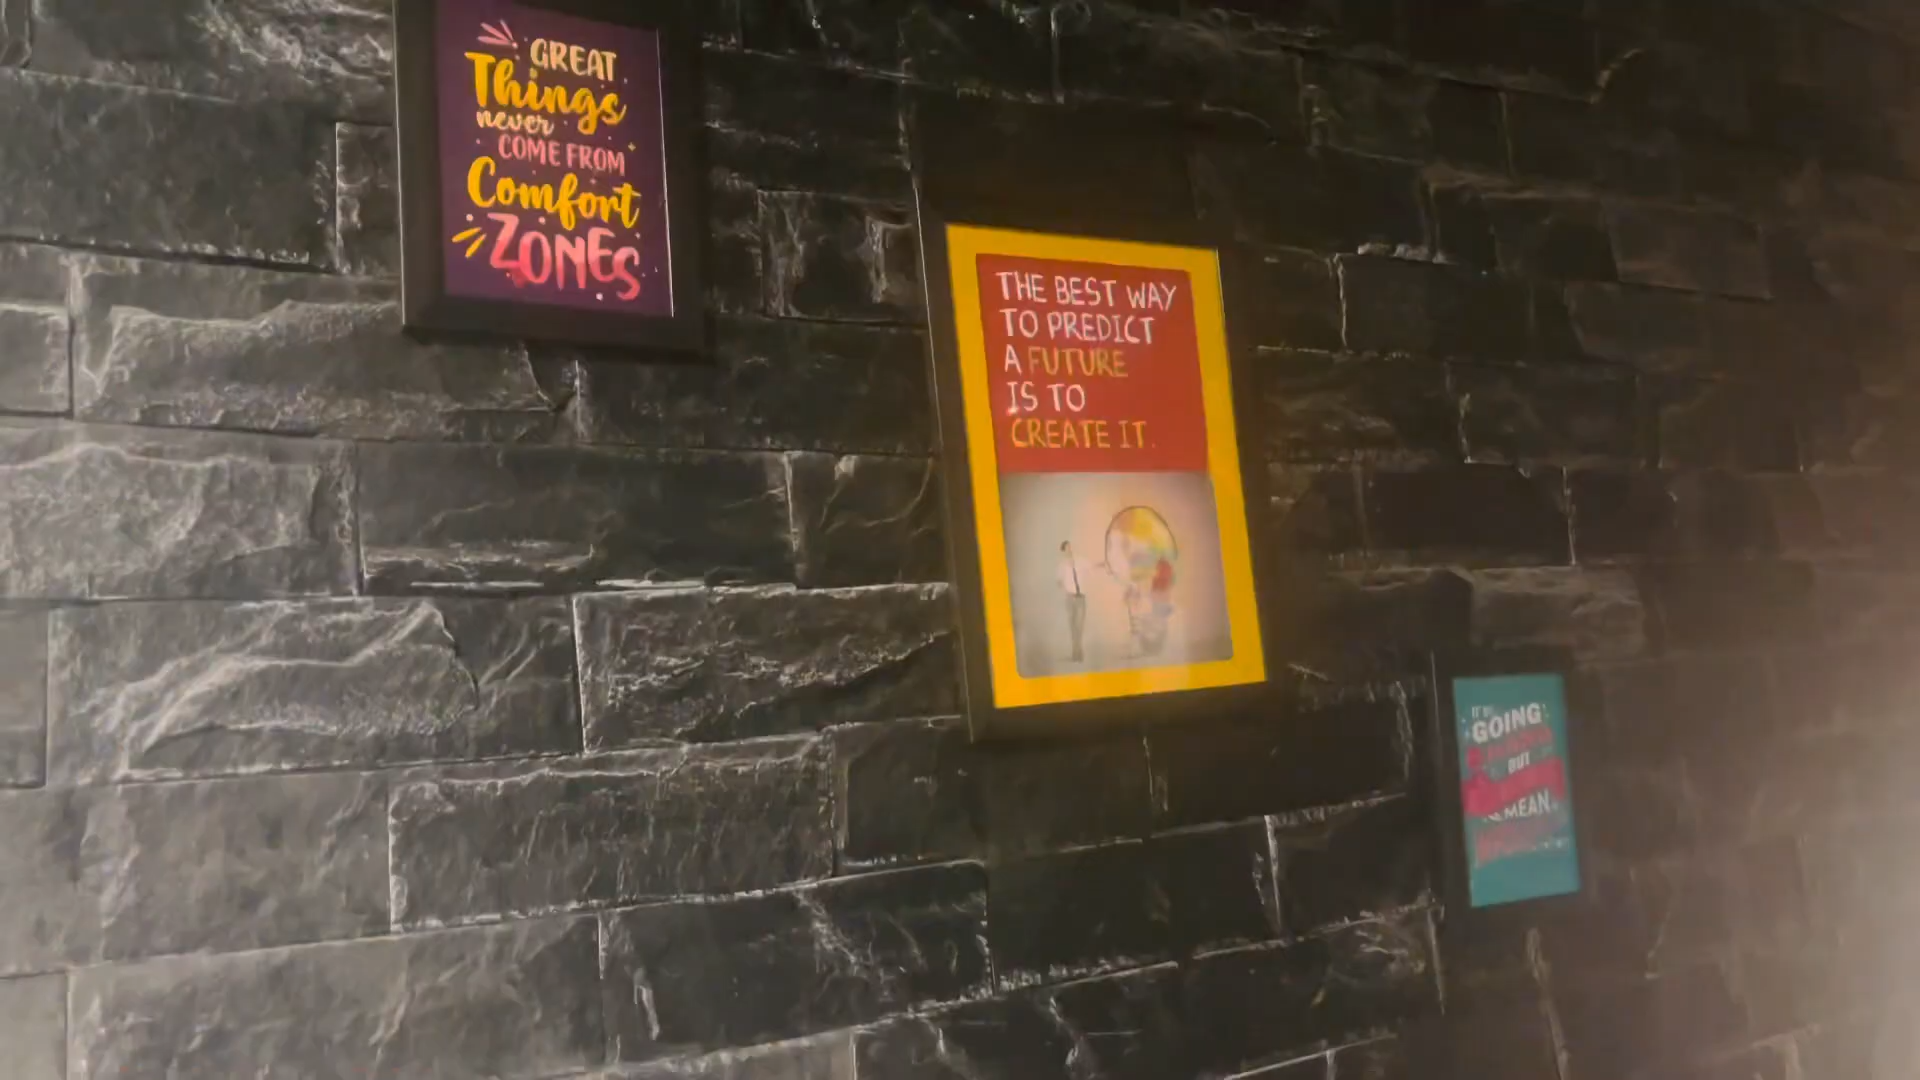 GREAT
Things
never
COME FROM
Comfort
ZONES
THE BEST WAY
TO PREDICT
A FUTURE
IS TO
CREATE IT.
GOING
BUT
MEAN.